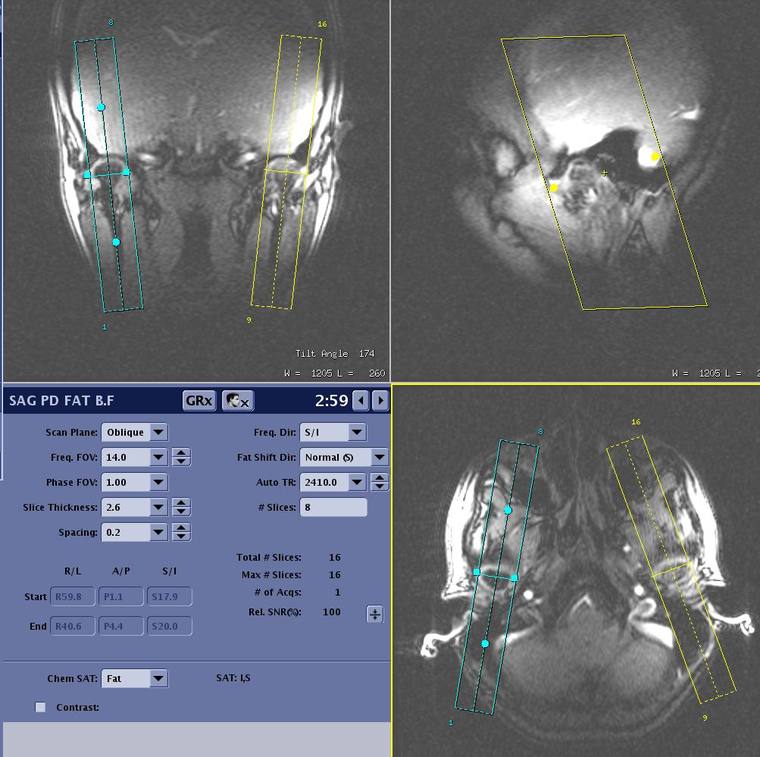 8
16
1
9
Tilt Angle 174
W = 1205 L = 260
W = 1205 L = 2
SAG PD FAT B.F
GRx
x
2:59
Scan Plane: Oblique
Freq. Dir: S/I
Freq. FOV: 14.0
Fat Shift Dir: Normal (S)
Phase FOV: 1.00
Auto TR: 2410.0
Slice Thickness: 2.6
# Slices: 8
Spacing: 0.2
Total # Slices: 16
Max # Slices: 16
# of Acqs: 1
Rel. SNR(%): 100
R/L A/P S/I
Start R59.8 P1.1 S17.9
End R40.6 P4.4 S20.0
Chem SAT: Fat
SAT: I,S
Contrast:
8
16
1
9